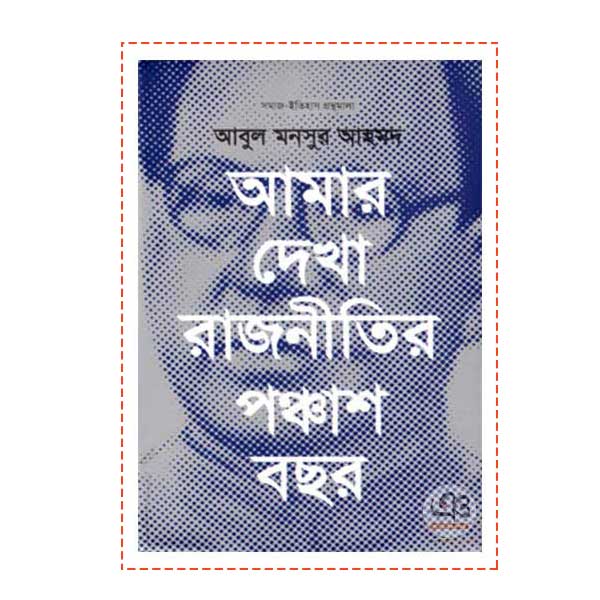 সমাজ-ইতিহাস গ্রন্থমালা
আবুল মনসুর আহমদ
আমার
দেখা
রাজনীতির
পঞ্চাশ
বছর